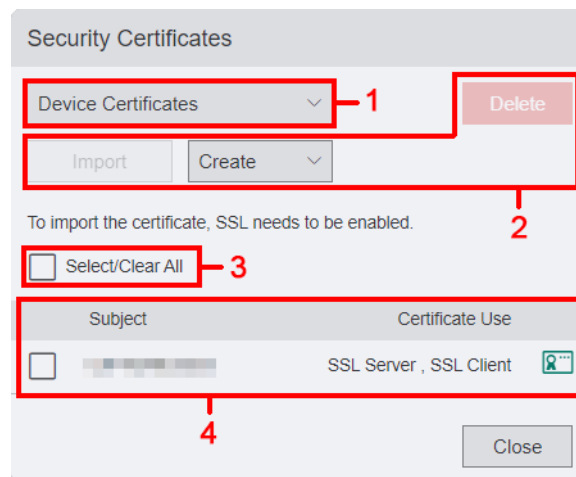 Security Certificates
Device Certificates 1 Delete
Import Create
2
To import the certificate, SSL needs to be enabled.
Select/Clear All 3
Subject Certificate Use
SSL Server , SSL Client
4
Close